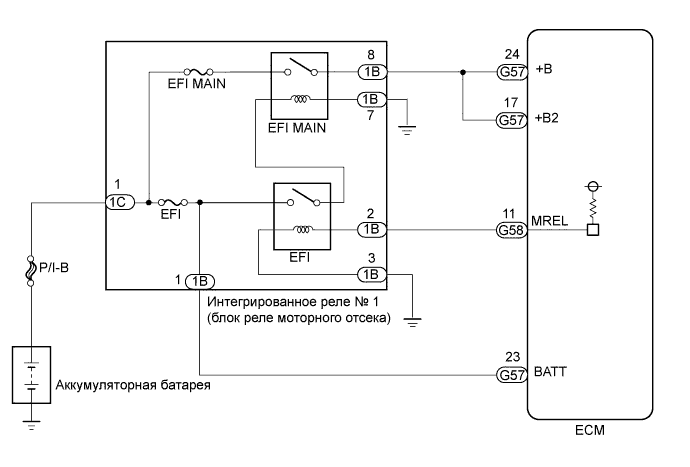 8
24
1B
G57
+B
EFI MAIN
1B
17
EFI MAIN
7
G57
+B2
1
1C
EFI
2
11
1B
G58
MREL
EFI
3
1B
P/I-B
1
1B
Интегрированное реле № 1
(блок реле моторного отсека)
23
G57
BATT
Аккумуляторная батарея
ECM